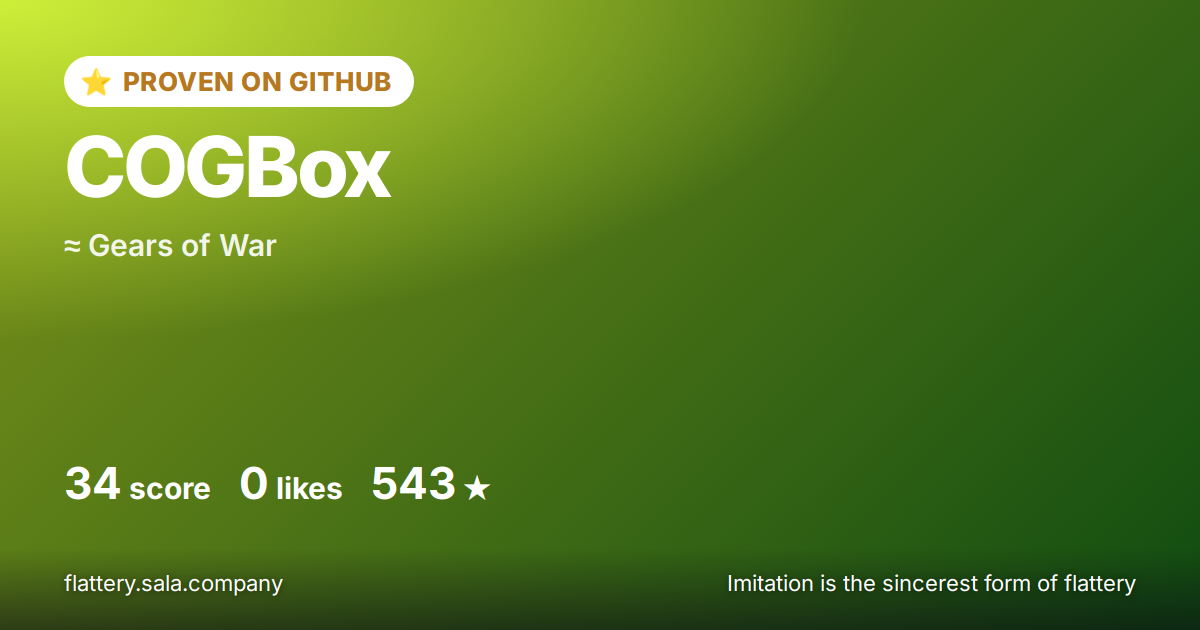 ⭐ PROVEN ON GITHUB
COGBox
≈ Gears of War
34 score 0 likes 543 ★
flattery.sala.company
Imitation is the sincerest form of flattery